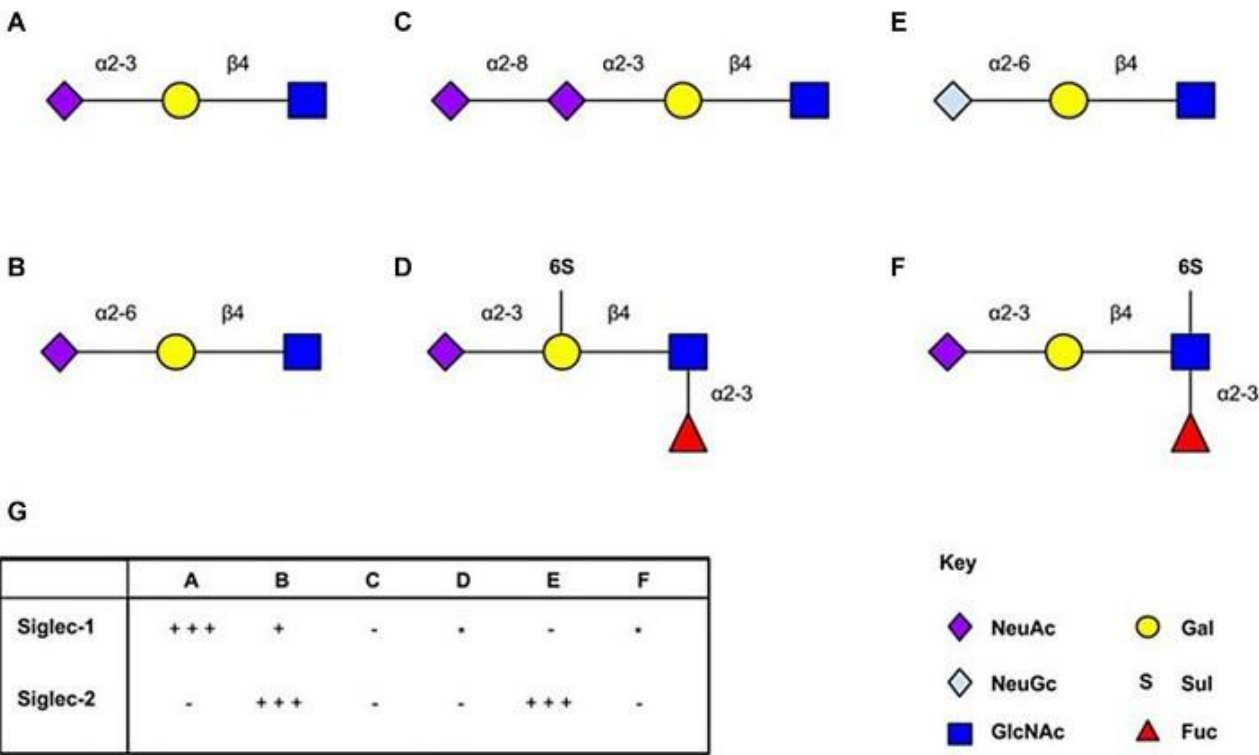 A
C
E
α2-3 β4
α2-8 α2-3 β4
α2-6 β4
B
D
F
6S
6S
α2-6 β4
α2-3 β4
α2-3 β4
α2-3
α2-3
G
A B C D E F
Siglec-1 +++ + - • - •
Siglec-2 - +++ - - +++ -
Key
NeuAc
Gal
NeuGc
S Sul
GlcNAc
Fuc